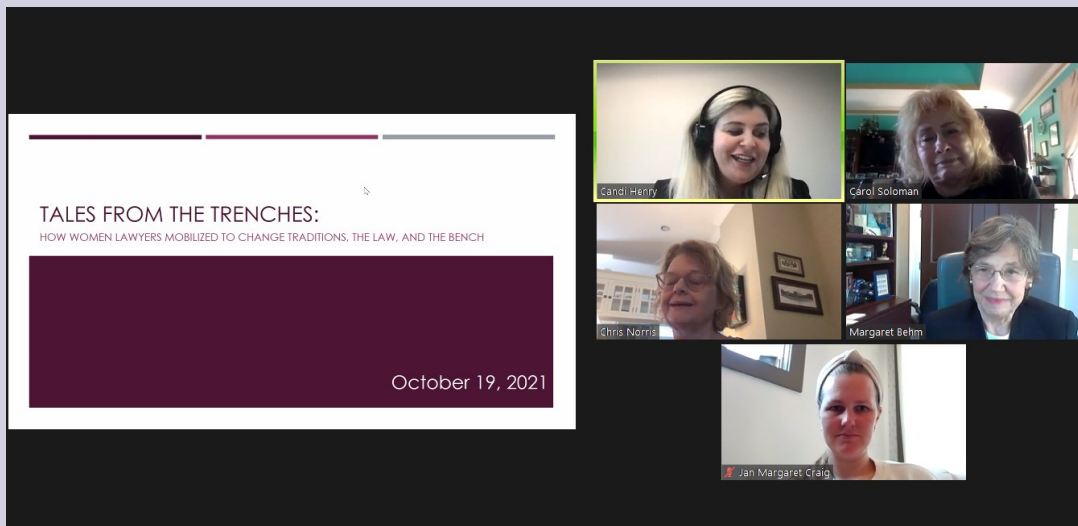 TALES FROM THE TRENCHES:
HOW WOMEN LAWYERS MOBILIZED TO CHANGE TRADITIONS, THE LAW, AND THE BENCH
October 19, 2021
Candi Henry
Carol Soloman
Chris Norris
Margaret Behm
Jan Margaret Craig